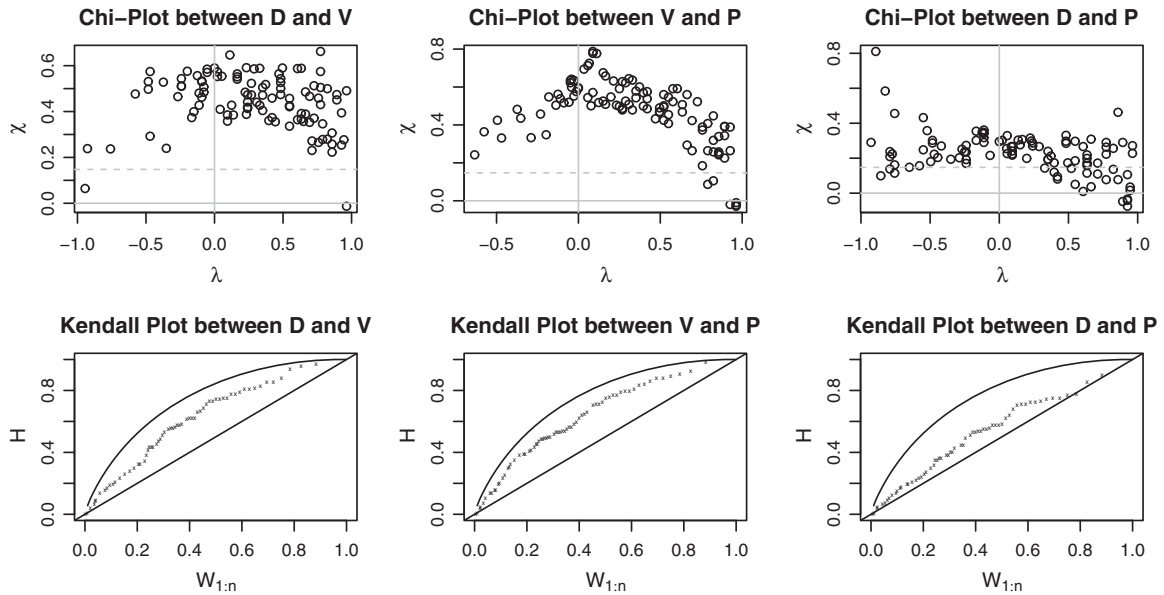 Chi−Plot between D and V
χ
0.0 0.2 0.4 0.6
−1.0 −0.5 0.0 0.5 1.0
λ
Chi−Plot between V and P
χ
0.0 0.4 0.8
−0.5 0.0 0.5 1.0
λ
Chi−Plot between D and P
χ
0.0 0.4 0.8
−1.0 −0.5 0.0 0.5 1.0
λ
Kendall Plot between D and V
H
0.0 0.4 0.8
0.0 0.2 0.4 0.6 0.8 1.0
W1:n
Kendall Plot between V and P
H
0.0 0.4 0.8
0.0 0.2 0.4 0.6 0.8 1.0
W1:n
Kendall Plot between D and P
H
0.0 0.4 0.8
0.0 0.2 0.4 0.6 0.8 1.0
W1:n